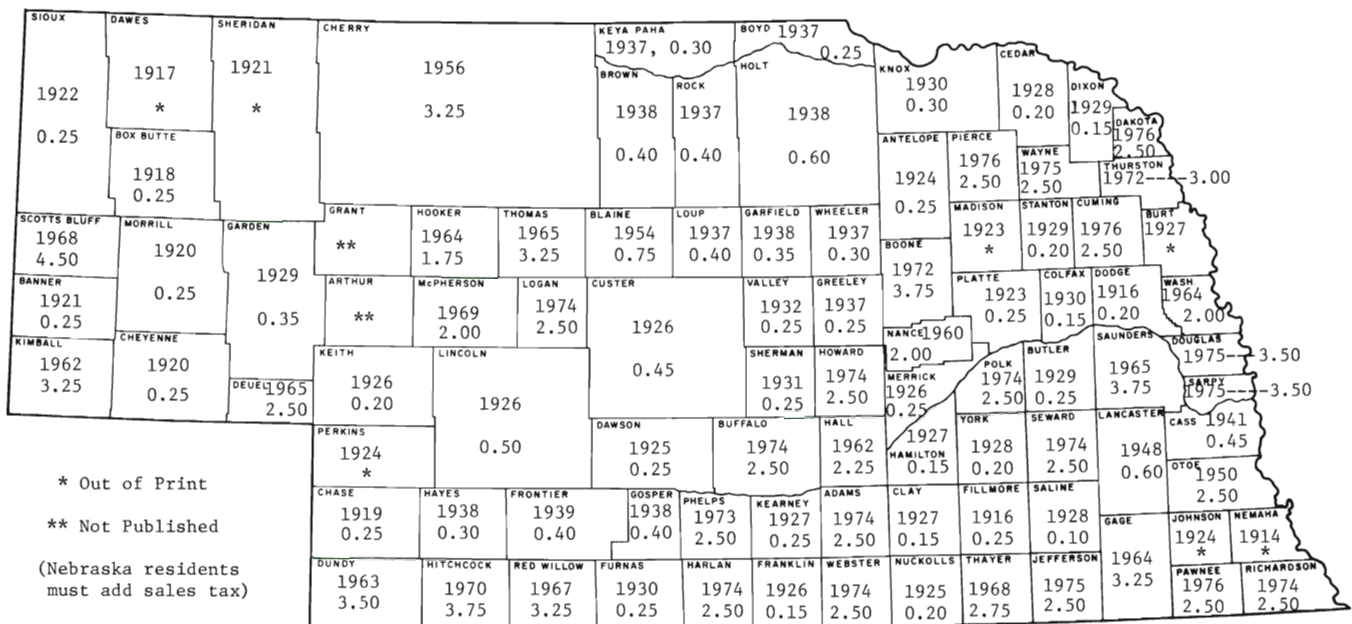 SIOUX
1922
0.25
DAWES
1917
*
SHERIDAN
1921
*
CHERRY
1956
3.25
KEYA PAHA
1937, 0.30
BOYD 1937
0.25
BROWN
1938
0.40
ROCK
1937
0.40
HOLT
1938
0.60
KNOX
1930
0.30
CEDAR
1928
0.20
DIXON
1929
0.15
DAKOTA
1976
2.50
BOX BUTTE
1918
0.25
ANTELOPE
1924
0.25
PIERCE
1976
2.50
WAYNE
1975
2.50
THURSTON
1972----3.00
SCOTTS BLUFF
1968
4.50
MORRILL
1920
0.25
GARDEN
1929
0.35
GRANT
**
HOOKER
1964
1.75
THOMAS
1965
3.25
BLAINE
1954
0.75
LOUP
1937
0.40
GARFIELD
1938
0.35
WHEELER
1937
0.30
BOONE
1972
3.75
MADISON
1923
*
STANTON
1929
0.20
CUMING
1976
2.50
BURT
1927
*
BANNER
1921
0.25
ARTHUR
**
McPHERSON
1969
2.00
LOGAN
1974
2.50
CUSTER
1926
0.45
VALLEY
1932
0.25
GREELEY
1937
0.25
PLATTE
1923
0.25
COLFAX
1930
0.15
DODGE
1916
0.20
WASH.
1964
2.00
KIMBALL
1962
3.25
CHEYENNE
1920
0.25
DEUEL 1965
2.50
KEITH
1926
0.20
LINCOLN
1926
0.50
SHERMAN
1931
0.25
HOWARD
1974
2.50
NANCE 1960
2.00
MERRICK
1926
0.25
POLK
1974
2.50
BUTLER
1929
0.25
SAUNDERS
1965
3.75
DOUGLAS
1975---3.50
SARPY
1975----3.50
PERKINS
1924
*
DAWSON
1925
0.25
BUFFALO
1974
2.50
HALL
1962
2.25
1927
HAMILTON
0.15
YORK
1928
0.20
SEWARD
1974
2.50
LANCASTER
1948
0.60
CASS 1941
0.45
OTOE
1950
2.50
* Out of Print
** Not Published
(Nebraska residents
must add sales tax)
CHASE
1919
0.25
HAYES
1938
0.30
FRONTIER
1939
0.40
GOSPER
1938
0.40
PHELPS
1973
2.50
KEARNEY
1927
0.25
ADAMS
1974
2.50
CLAY
1927
0.15
FILLMORE
1916
0.25
SALINE
1928
0.10
GAGE
1964
3.25
JOHNSON
1924
*
NEMAHA
1914
*
DUNDY
1963
3.50
HITCHCOCK
1970
3.75
RED WILLOW
1967
3.25
FURNAS
1930
0.25
HARLAN
1974
2.50
FRANKLIN
1926
0.15
WEBSTER
1974
2.50
NUCKOLLS
1925
0.20
THAYER
1968
2.75
JEFFERSON
1975
2.50
PAWNEE
1976
2.50
RICHARDSON
1974
2.50